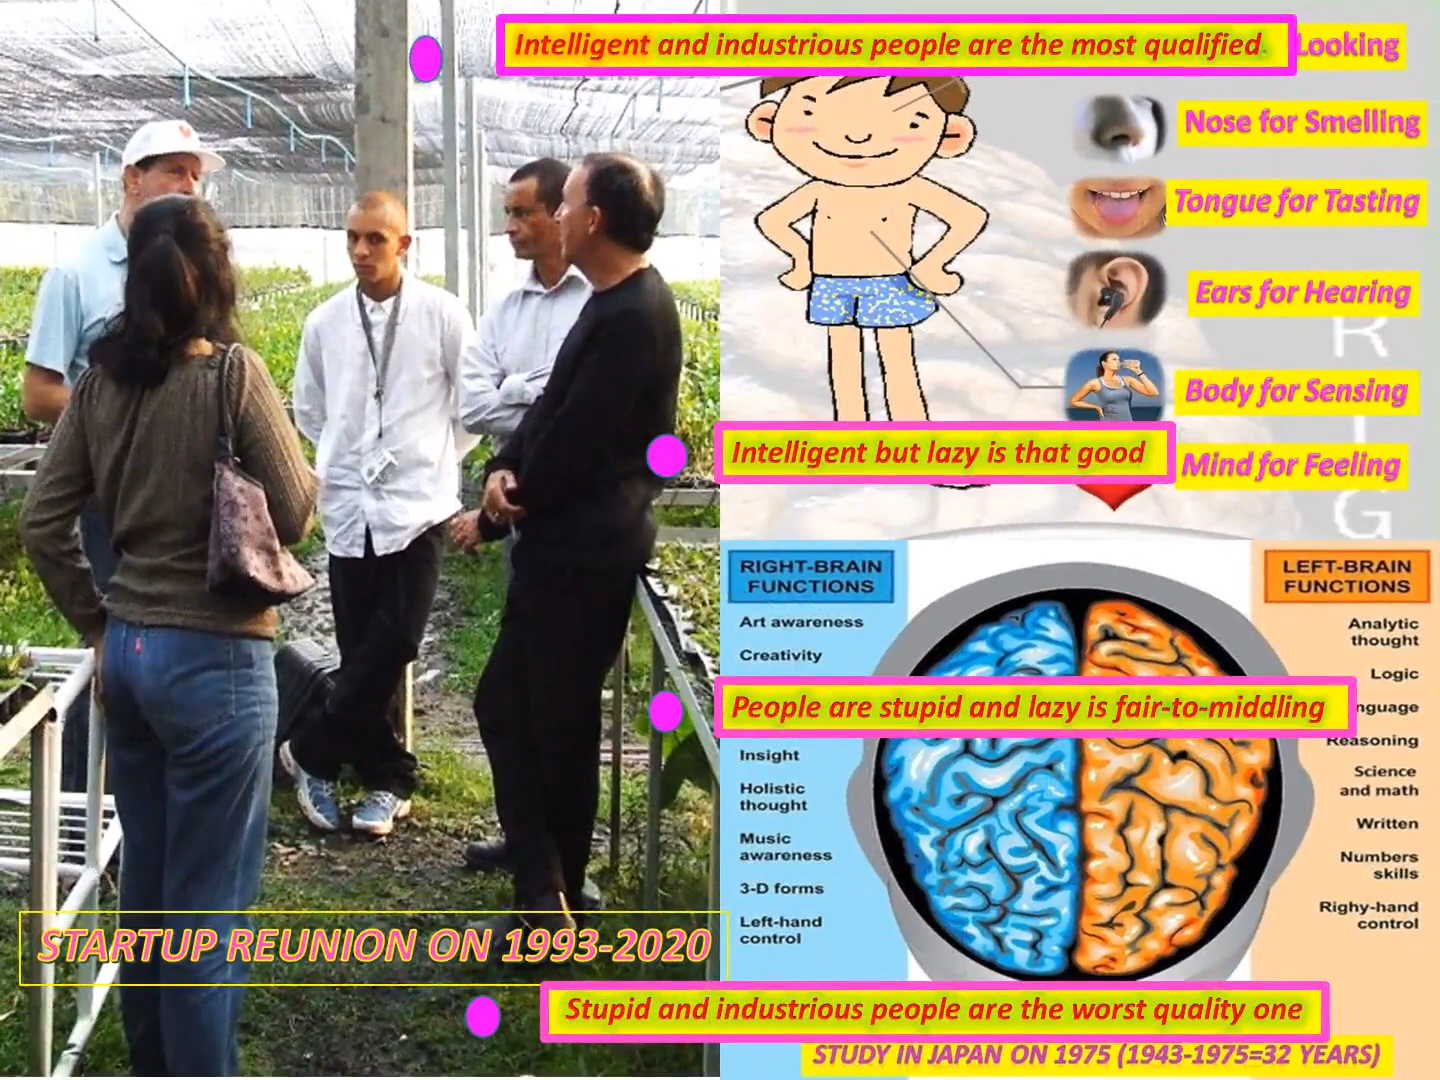 Intelligent and industrious people are the most qualified.
Looking
Nose for Smelling
Tongue for Tasting
Ears for Hearing
R
Body for Sensing
Intelligent but lazy is that good
Mind for Feeling
G
RIGHT-BRAIN
FUNCTIONS
LEFT-BRAIN
FUNCTIONS
Art awareness
Creativity
Analytic
thought
Logic
People are stupid and lazy is fair-to-middling
nguage
Reasoning
Insight
Holistic
thought
Music
awareness
3-D forms
Left-hand
control
Science
and math
Written
Numbers
skills
Righy-hand
control
STARTUP REUNION ON 1993-2020
Stupid and industrious people are the worst quality one
STUDY IN JAPAN ON 1975 (1943-1975=32 YEARS)